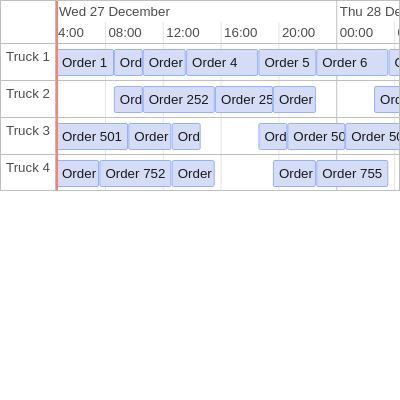 Wed 27 December Thu 28 De
4:00 08:00 12:00 16:00 20:00 00:00
Truck 1 Order 1 Ord Order Order 4 Order 5 Order 6
Truck 2 Ord Order 252 Order 25 Order Ord
Truck 3 Order 501 Order Ord Ord Order 50 Order 50
Truck 4 Order Order 752 Order Order Order 755